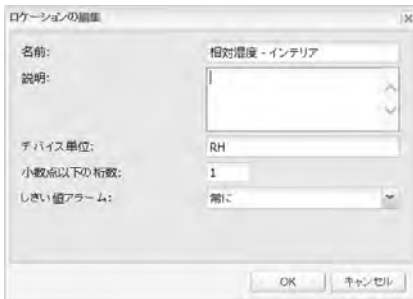 ロケーションの編集
名前: 相対湿度 - インテリア
説明:
デバイス単位: RH
小数点以下の桁数: 1
しきい値アラーム: 常に
OK キャンセル